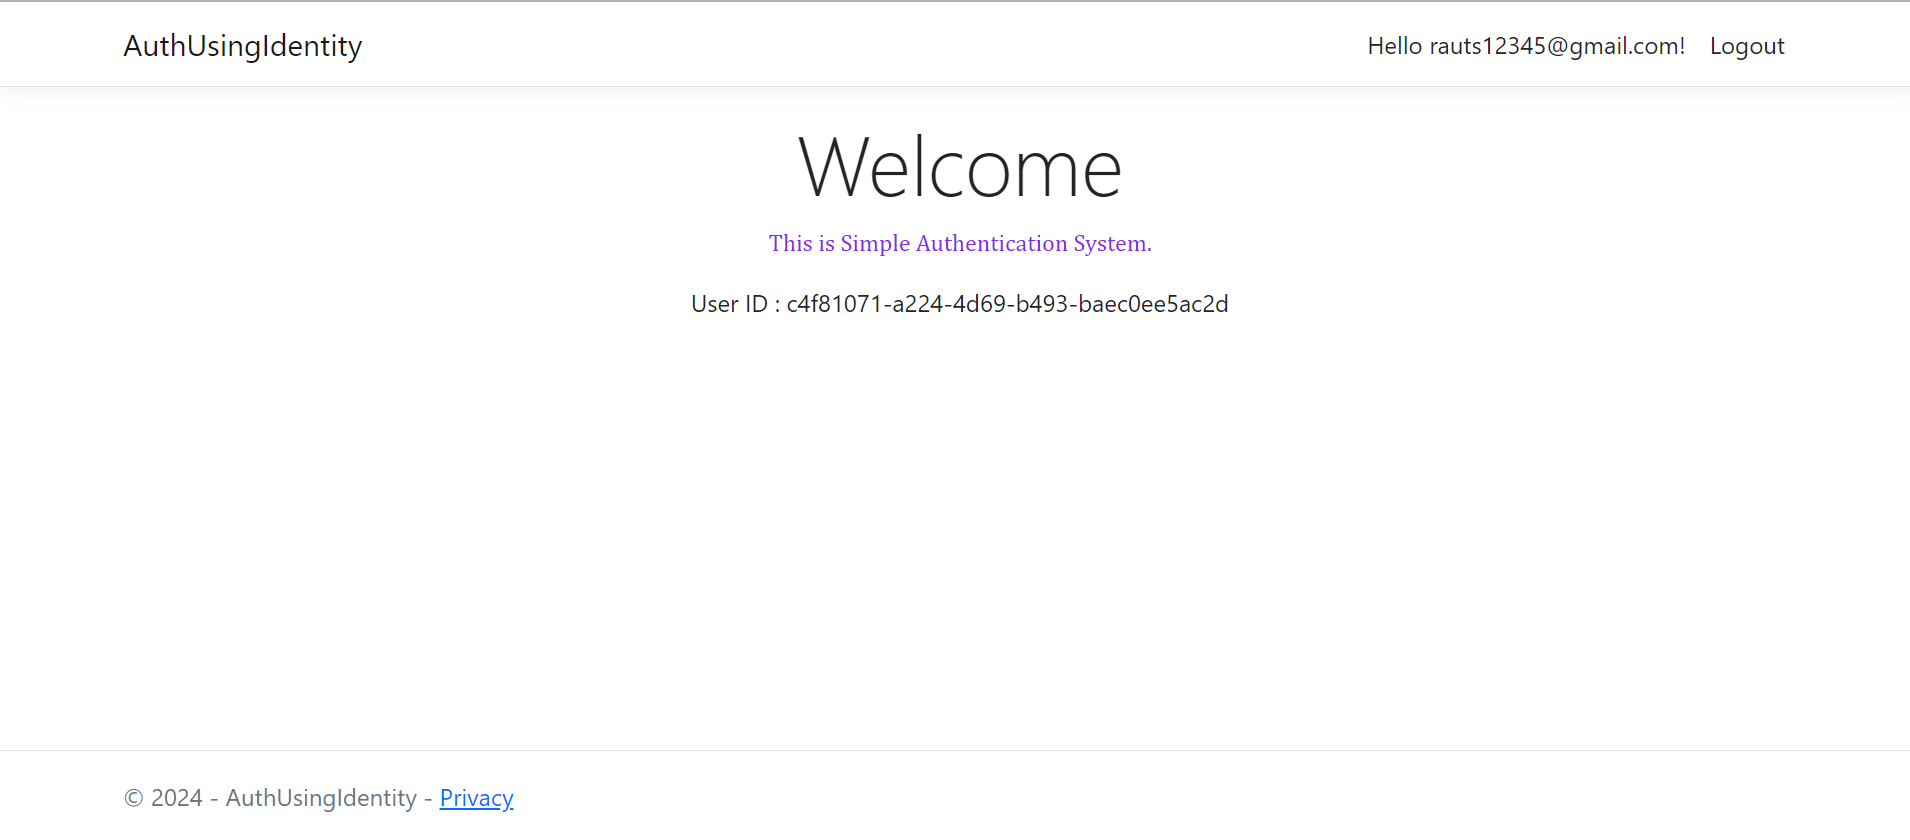 AuthUsingIdentity
Hello rauts12345@gmail.com! Logout
Welcome
This is Simple Authentication System.
User ID : c4f81071-a224-4d69-b493-baec0ee5ac2d
© 2024 - AuthUsingIdentity - Privacy